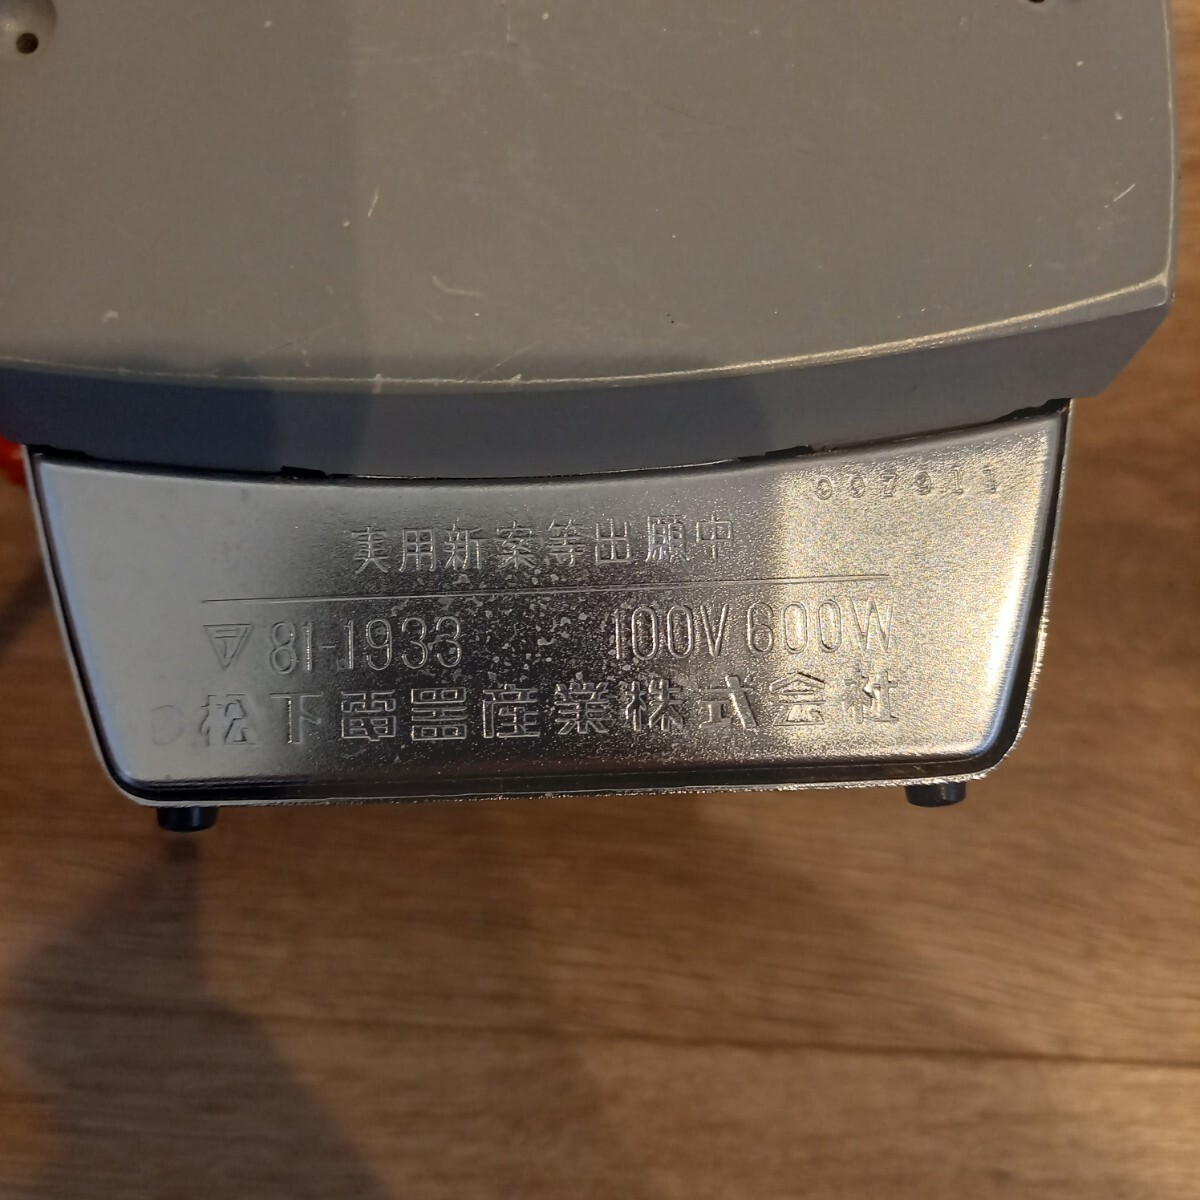 007911
実用新案等出願中
〒 81-1933 100V 600W
松下電器産業株式会社